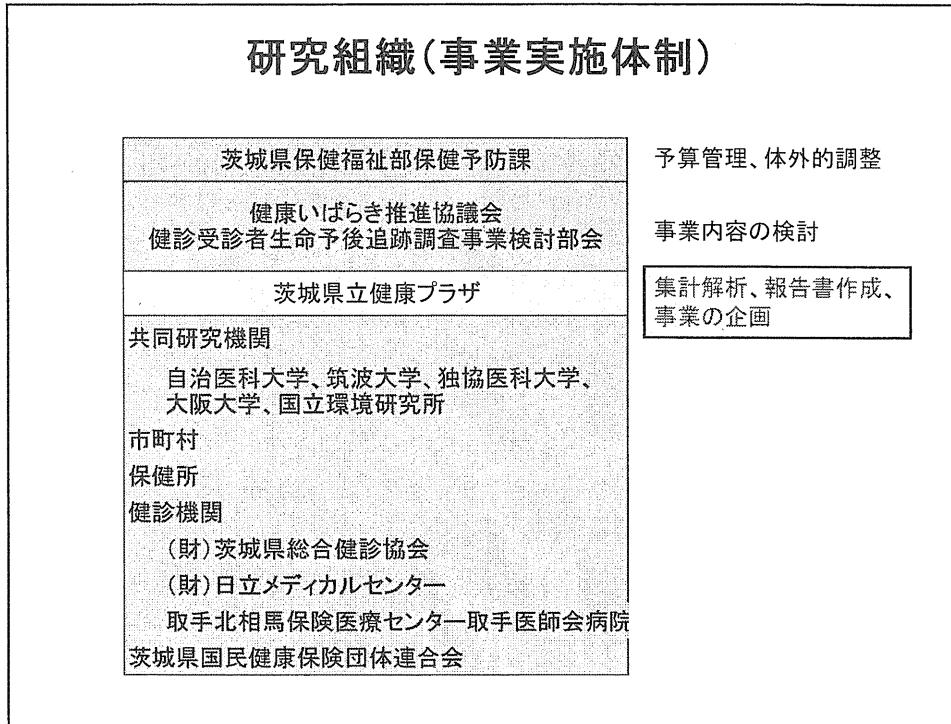 研究組織(事業実施体制)
茨城県保健福祉部保健予防課
予算管理、体外的調整
健康いばらき推進協議会
健診受診者生命予後追跡調査事業検討部会
事業内容の検討
茨城県立健康プラザ
集計解析、報告書作成、
事業の企画
共同研究機関
自治医科大学、筑波大学、独協医科大学、
大阪大学、国立環境研究所
市町村
保健所
健診機関
(財)茨城県総合健診協会
(財)日立メディカルセンター
取手北相馬保険医療センター取手医師会病院
茨城県国民健康保険団体連合会